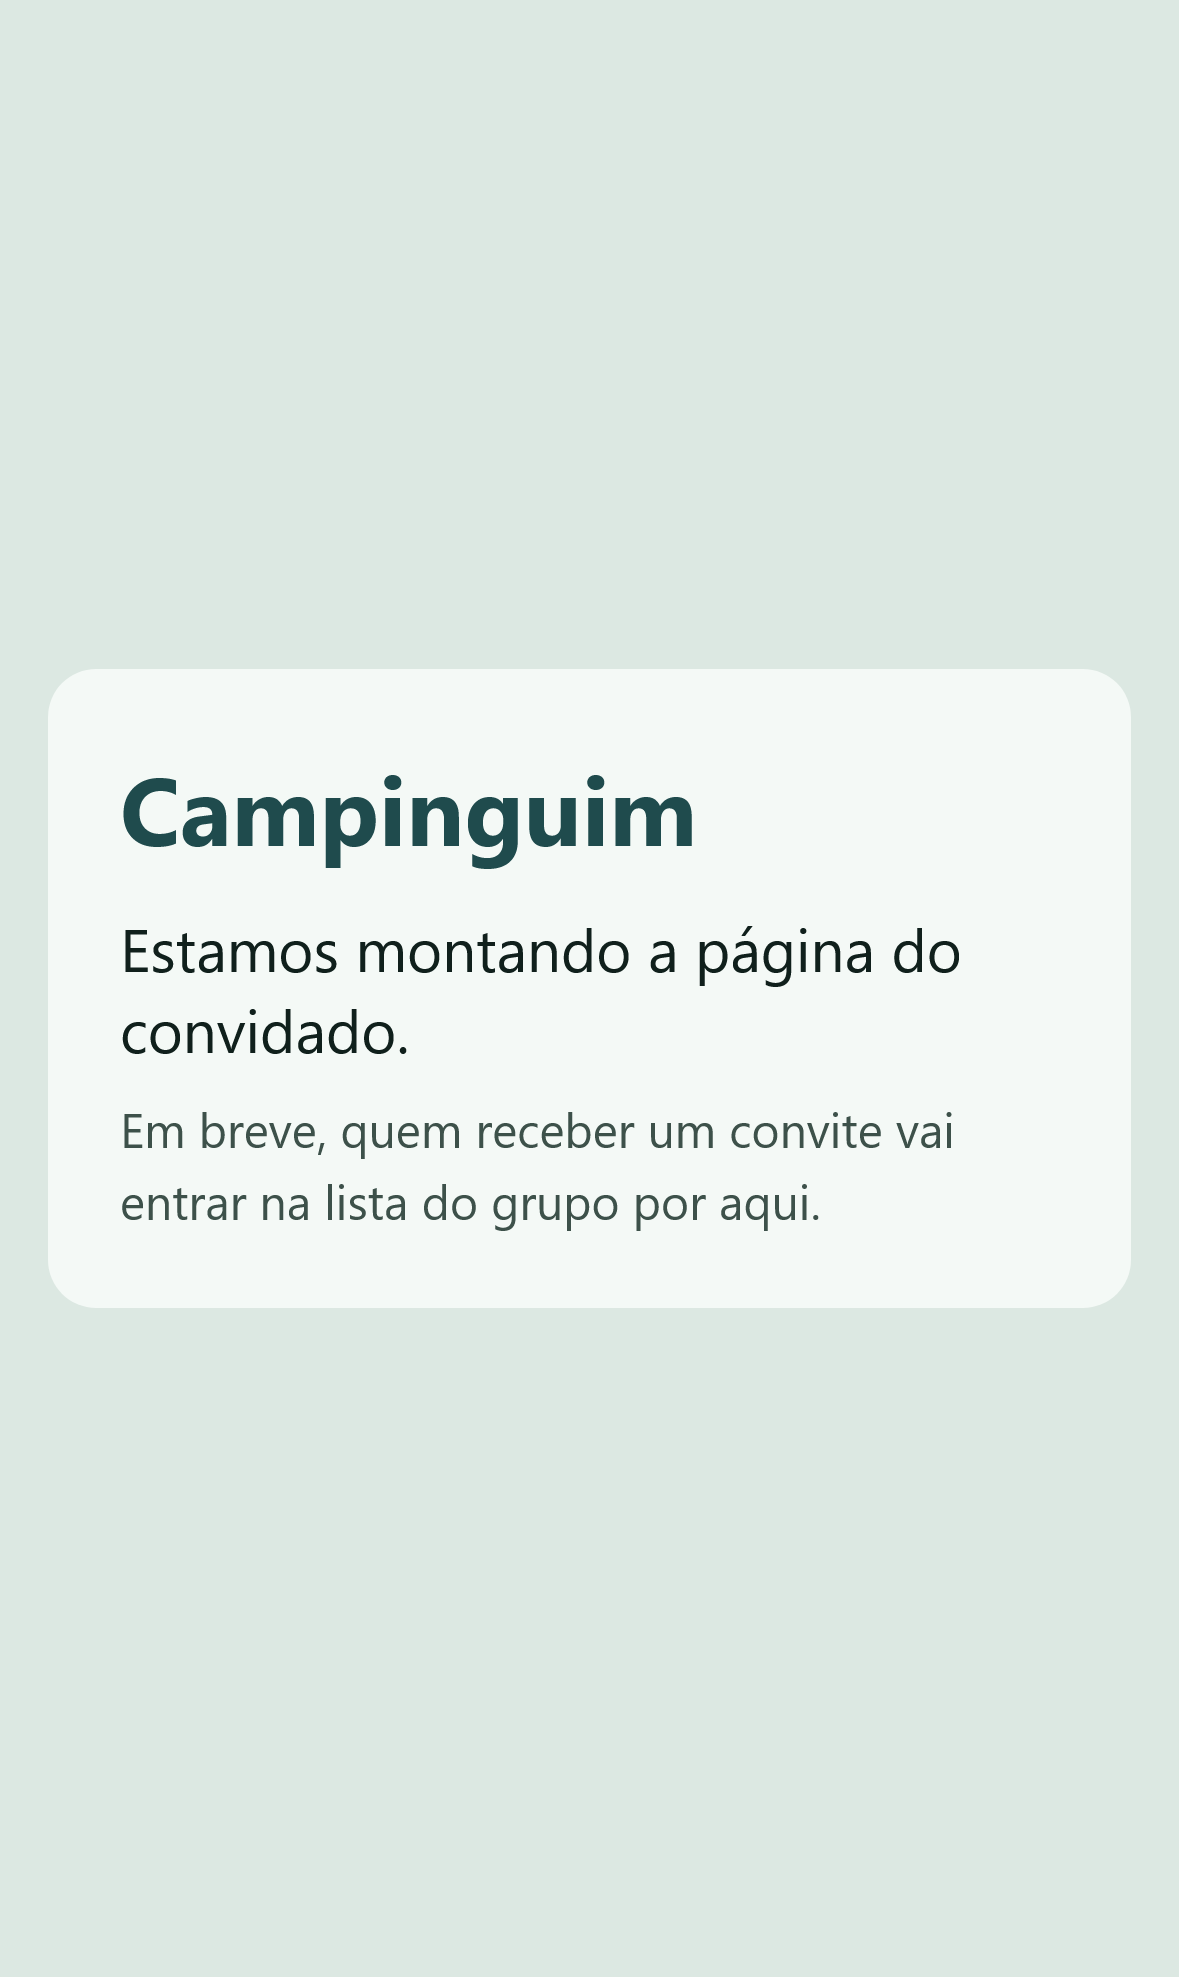 Campinguim
Estamos montando a página do
convidado.
Em breve, quem receber um convite vai
entrar na lista do grupo por aqui.